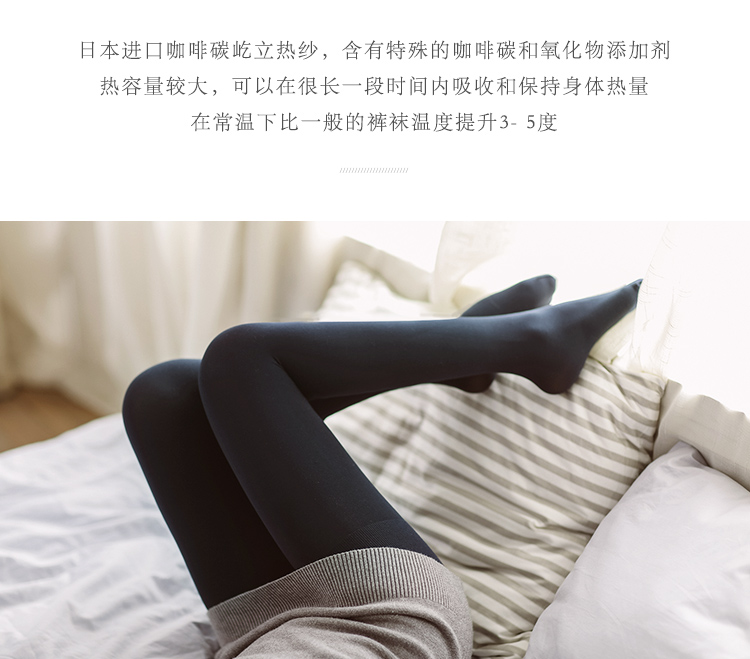 日本进口咖啡碳屹立热纱，含有特殊的咖啡碳和氧化物添加剂
热容量较大，可以在很长一段时间内吸收和保持身体热量
在常温下比一般的裤袜温度提升3- 5度